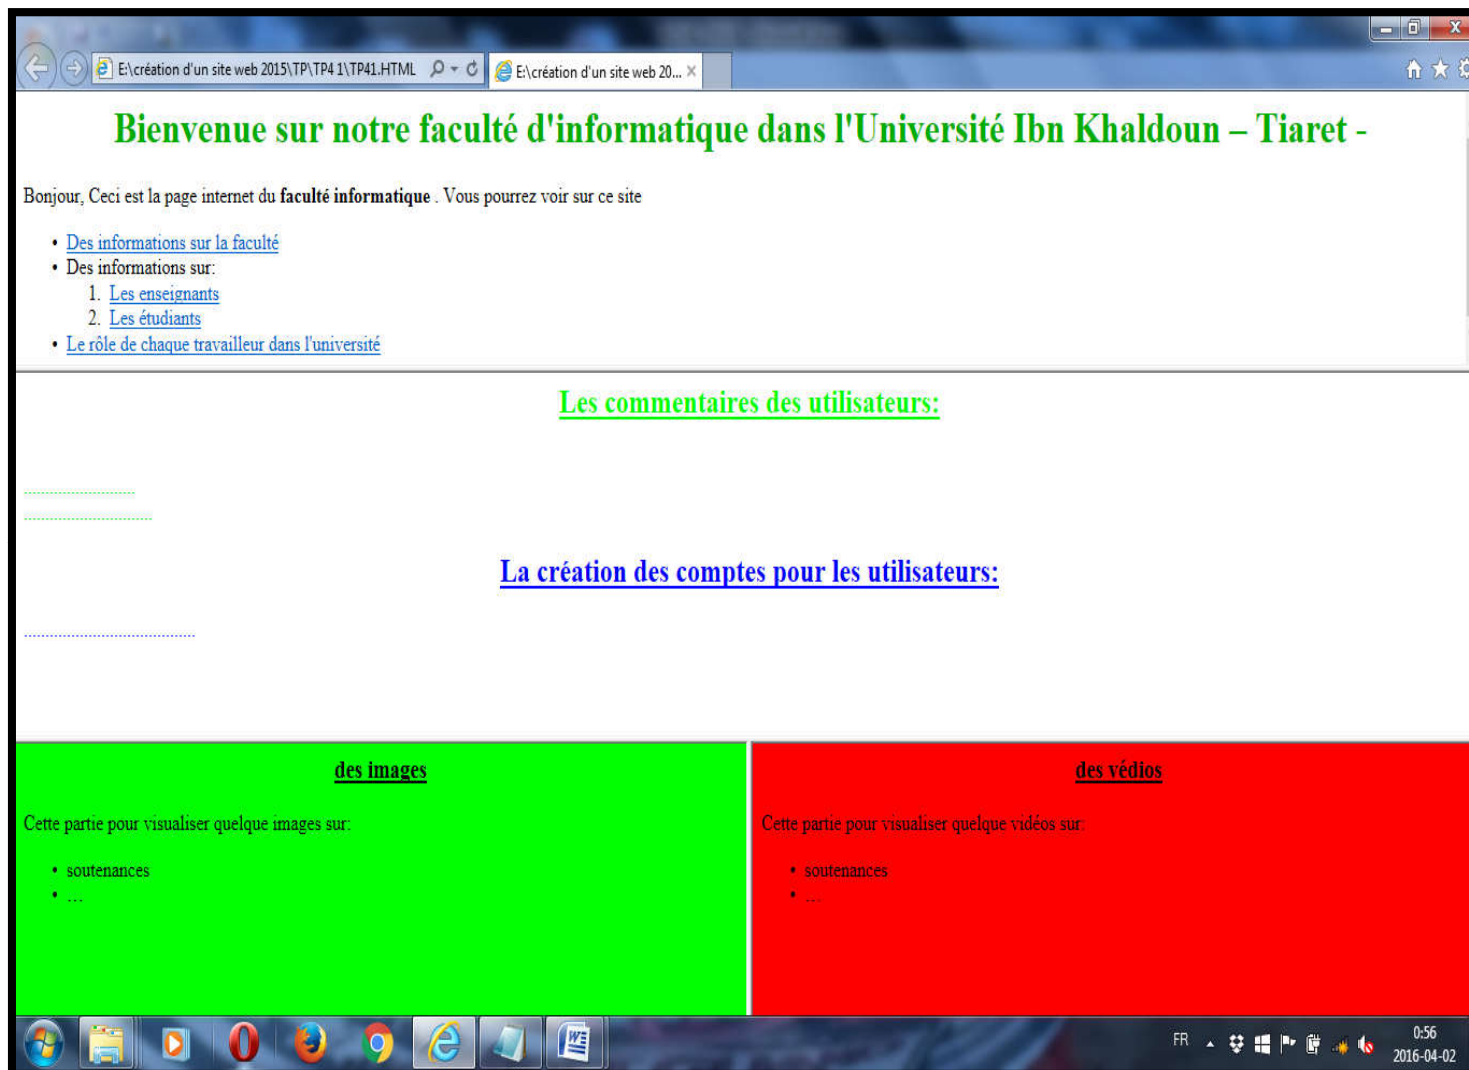 E:\création d'un site web 2015\TP\TP4 1\TP41.HTML
E:\création d'un site web 20...
Bienvenue sur notre faculté d'informatique dans l'Université Ibn Khaldoun – Tiaret -
Bonjour, Ceci est la page internet du faculté informatique . Vous pourrez voir sur ce site
• Des informations sur la faculté
• Des informations sur:
1. Les enseignants
2. Les étudiants
• Le rôle de chaque travailleur dans l'université
Les commentaires des utilisateurs:
..........................
..............................
La création des comptes pour les utilisateurs:
........................................
des images
Cette partie pour visualiser quelque images sur:
• soutenances
• …
des védios
Cette partie pour visualiser quelque vidéos sur:
• soutenances
• …
FR
0:56
2016-04-02